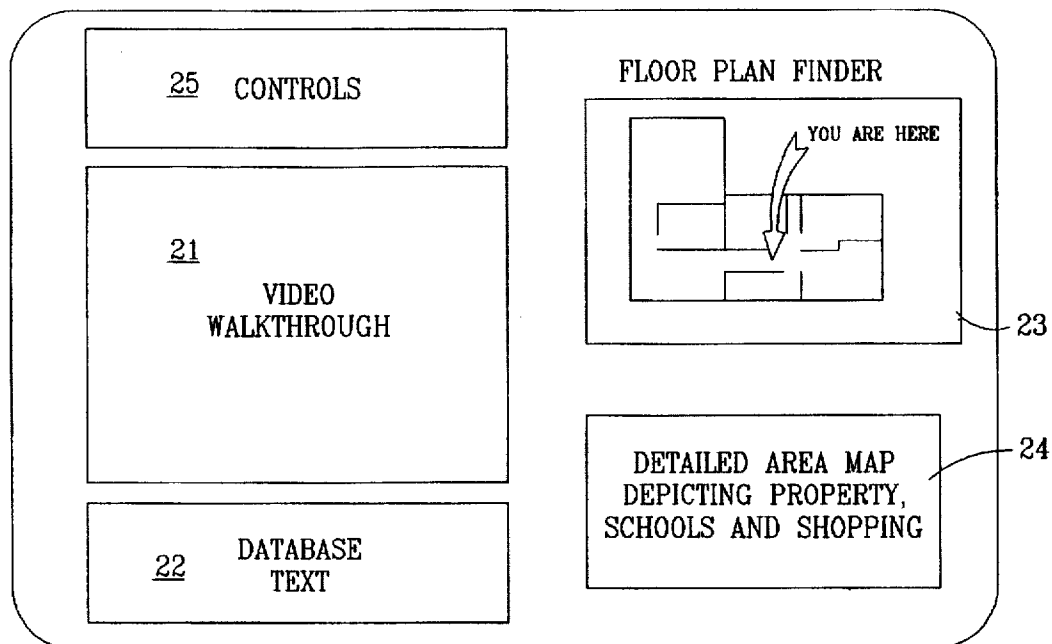 25 CONTROLS
21
VIDEO
WALKTHROUGH
22
DATABASE
TEXT
FLOOR PLAN FINDER
YOU ARE HERE
23
DETAILED AREA MAP
DEPICTING PROPERTY,
SCHOOLS AND SHOPPING
24